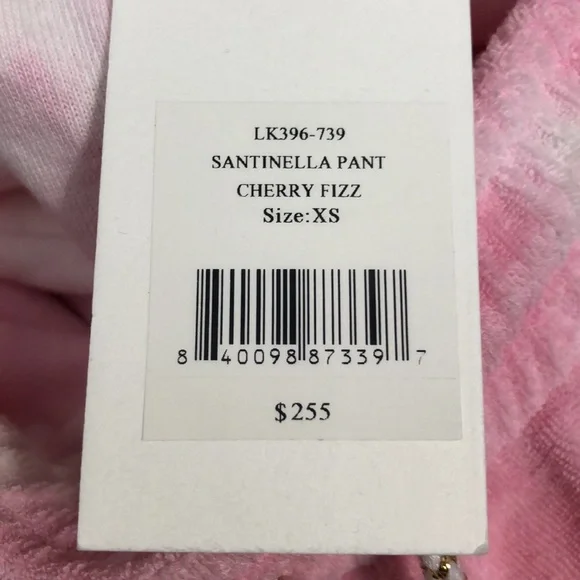 LK396-739
SANTINELLA PANT
CHERRY FIZZ
Size:XS
8 40098 87339 7
$255